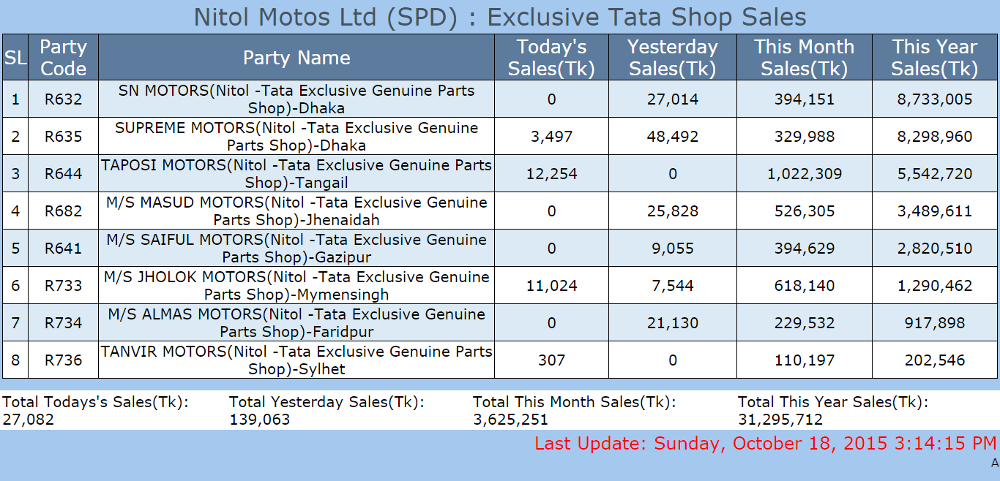 Nitol Motos Ltd (SPD) : Exclusive Tata Shop Sales
SL Party Code Party Name Today's Sales(Tk) Yesterday Sales(Tk) This Month Sales(Tk) This Year Sales(Tk)
1 R632 SN MOTORS(Nitol -Tata Exclusive Genuine Parts Shop)-Dhaka 0 27,014 394,151 8,733,005
2 R635 SUPREME MOTORS(Nitol -Tata Exclusive Genuine Parts Shop)-Dhaka 3,497 48,492 329,988 8,298,960
3 R644 TAPOSI MOTORS(Nitol -Tata Exclusive Genuine Parts Shop)-Tangail 12,254 0 1,022,309 5,542,720
4 R682 M/S MASUD MOTORS(Nitol -Tata Exclusive Genuine Parts Shop)-Jhenaidah 0 25,828 526,305 3,489,611
5 R641 M/S SAIFUL MOTORS(Nitol -Tata Exclusive Genuine Parts Shop)-Gazipur 0 9,055 394,629 2,820,510
6 R733 M/S JHOLOK MOTORS(Nitol -Tata Exclusive Genuine Parts Shop)-Mymensingh 11,024 7,544 618,140 1,290,462
7 R734 M/S ALMAS MOTORS(Nitol -Tata Exclusive Genuine Parts Shop)-Faridpur 0 21,130 229,532 917,898
8 R736 TANVIR MOTORS(Nitol -Tata Exclusive Genuine Parts Shop)-Sylhet 307 0 110,197 202,546
Total Todays's Sales(Tk): Total Yesterday Sales(Tk): Total This Month Sales(Tk): Total This Year Sales(Tk):
27,082 139,063 3,625,251 31,295,712
Last Update: Sunday, October 18, 2015 3:14:15 PM
A